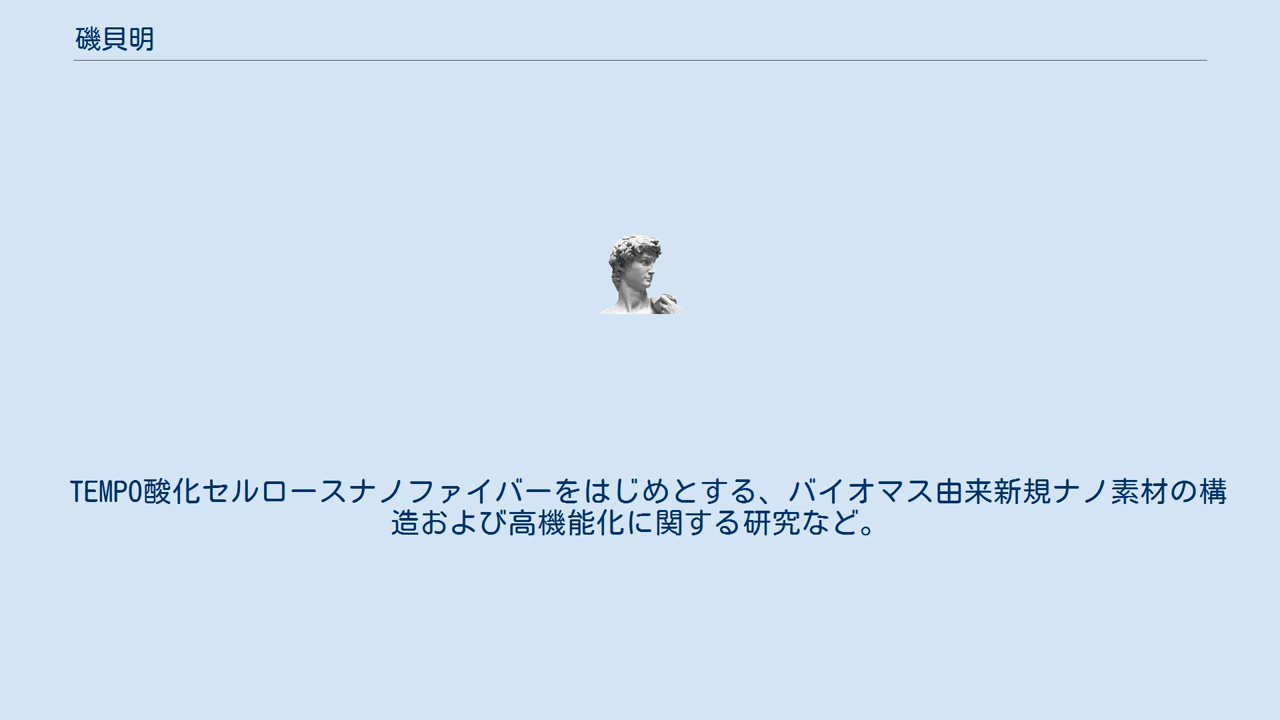 磯貝明
TEMPO酸化セルロースナノファイバーをはじめとする、バイオマス由来新規ナノ素材の構
造および高機能化に関する研究など。